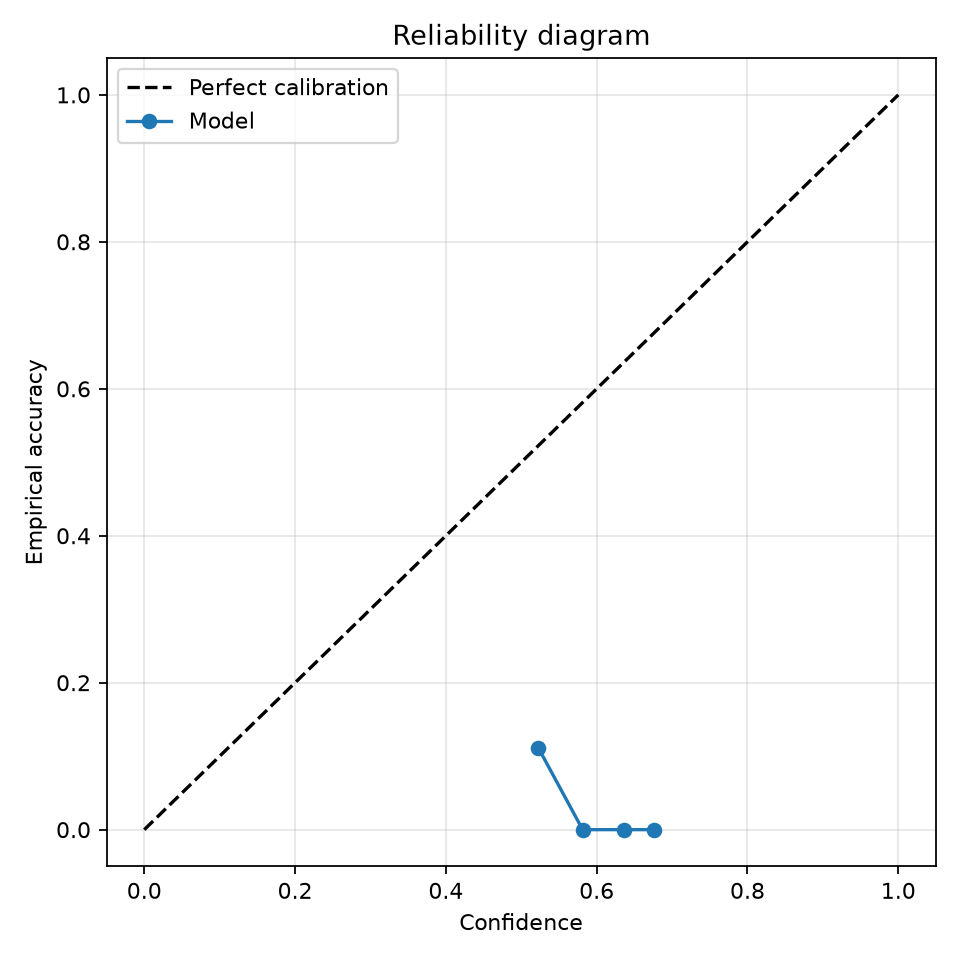 Reliability diagram
Perfect calibration
Model
1.0
0.8
0.6
0.4
0.2
0.0
Empirical accuracy
0.0 0.2 0.4 0.6 0.8 1.0
Confidence